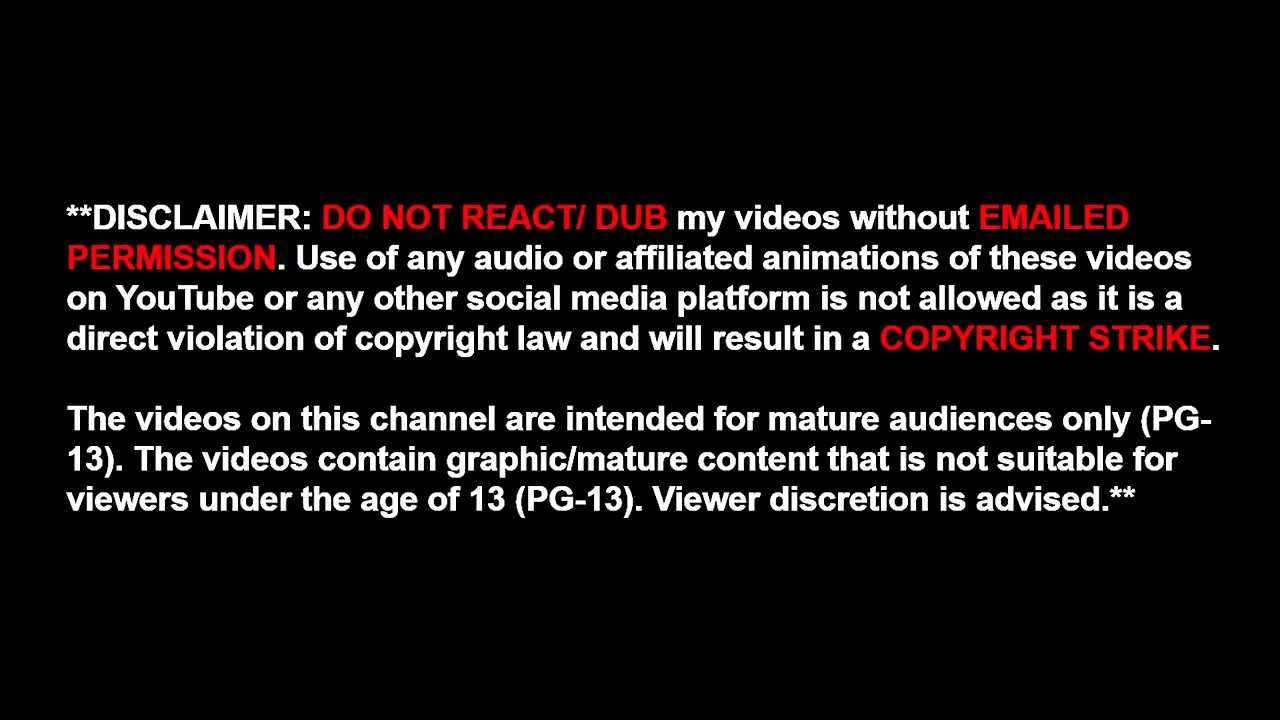 **DISCLAIMER: DO NOT REACT/ DUB my videos without EMAILED
PERMISSION. Use of any audio or affiliated animations of these videos
on YouTube or any other social media platform is not allowed as it is a
direct violation of copyright law and will result in a COPYRIGHT STRIKE.
The videos on this channel are intended for mature audiences only (PG-
13). The videos contain graphic/mature content that is not suitable for
viewers under the age of 13 (PG-13). Viewer discretion is advised.**